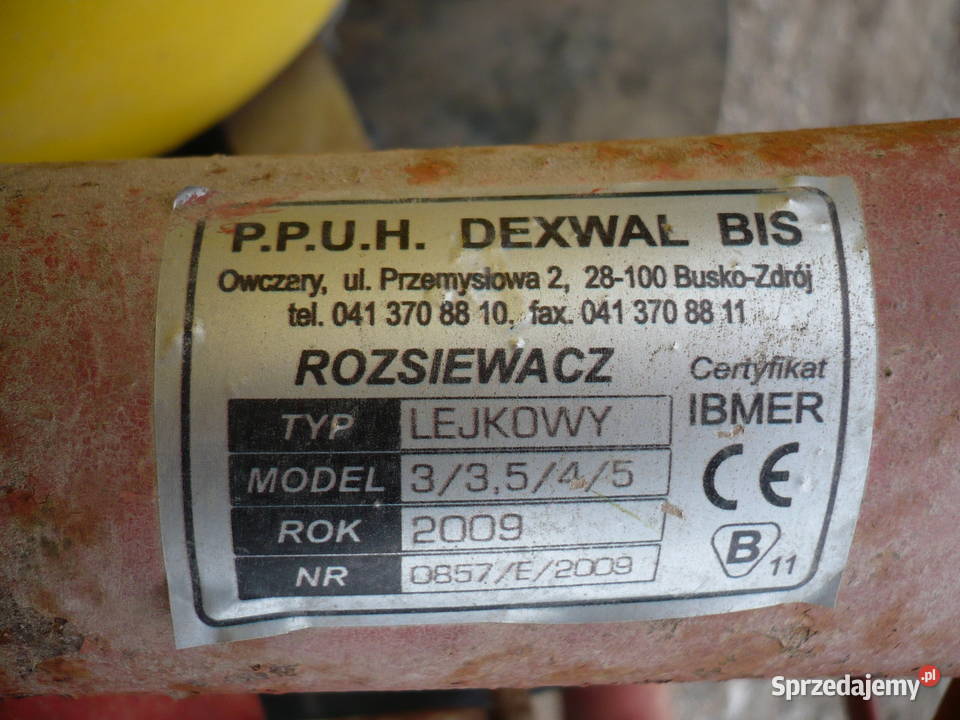 P.P.U.H. DEXWAL BIS
Owczary, ul. Przemysłowa 2, 28-100 Busko-Zdrój
tel. 041 370 88 10. fax. 041 370 88 11
ROZSIEWACZ
Certyfikat
IBMER
TYP LEJKOWY
MODEL 3/3,5/4/5
ROK 2009
NR 0857/E/2009
CE
B 11
Sprzedajemy.pl